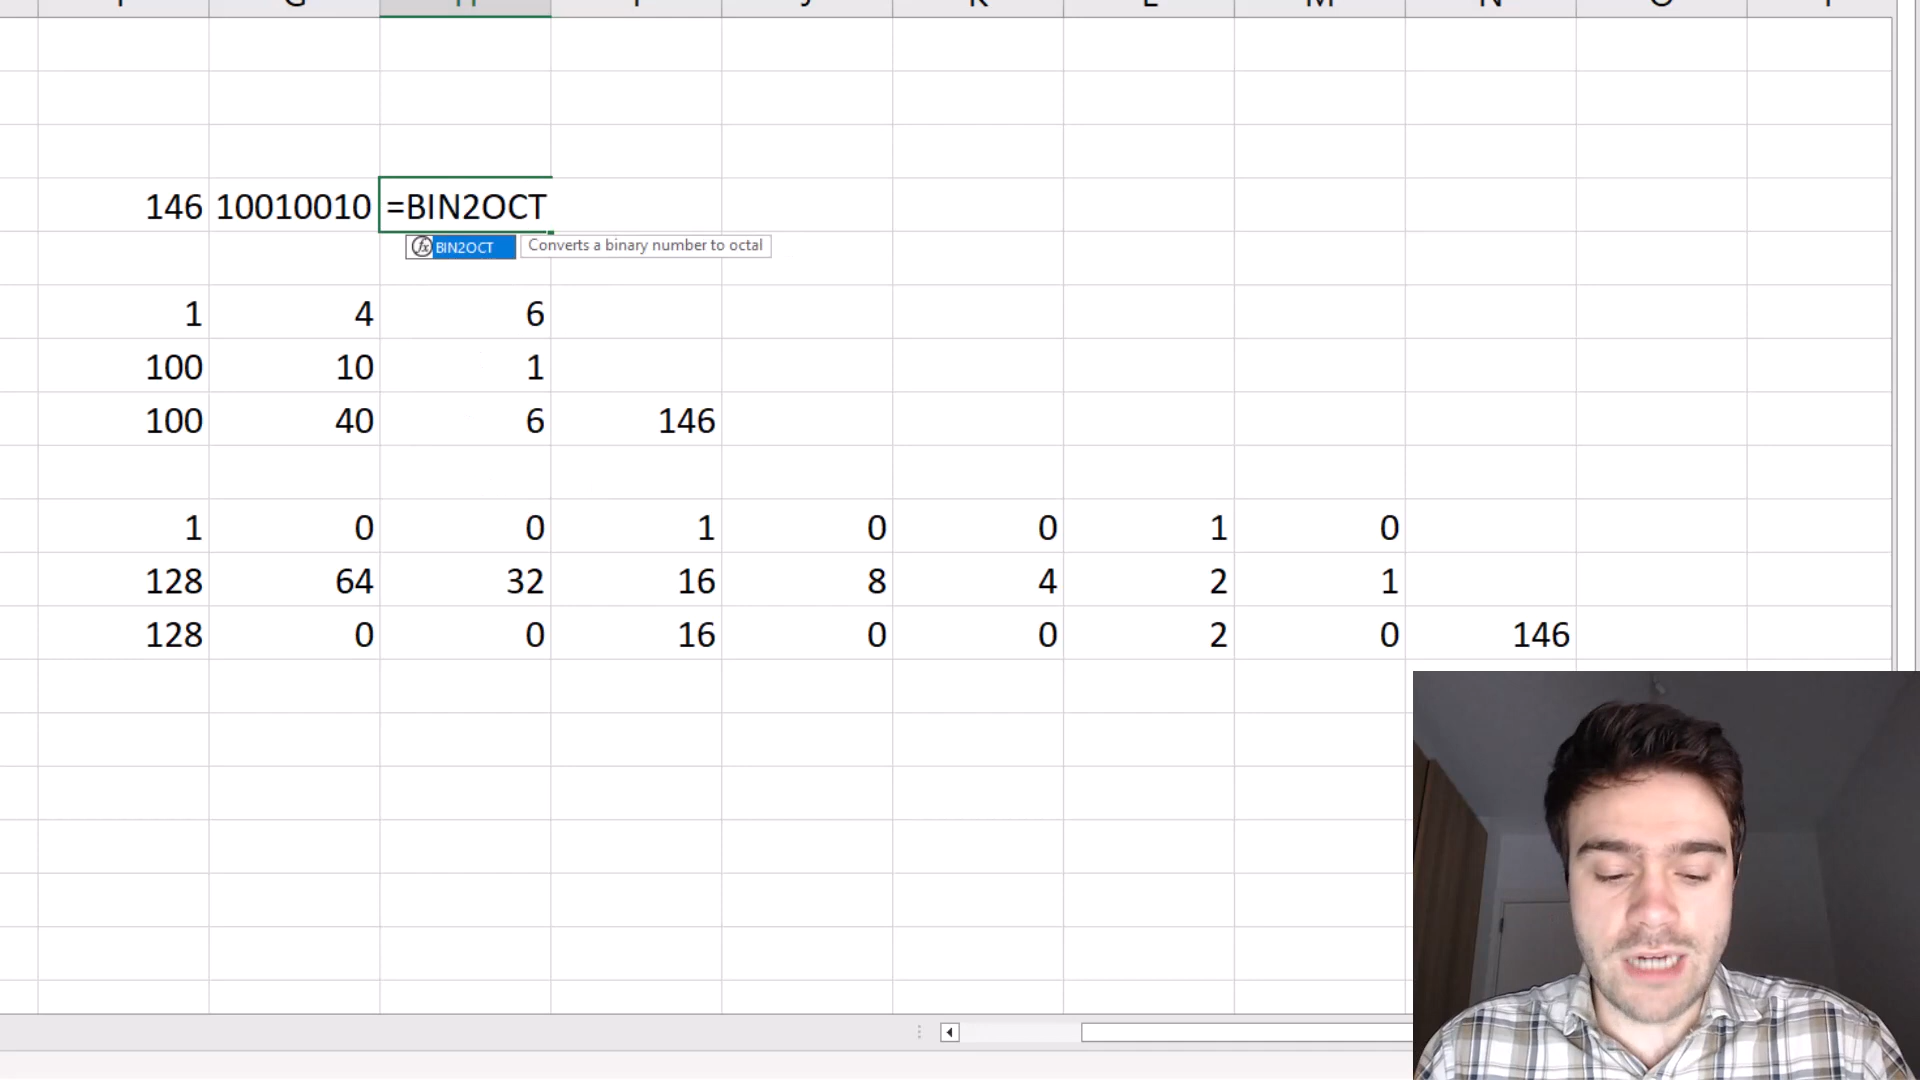 146 10010010 =BIN2OCT
BIN2OCT Converts a binary number to octal
1 4 6
100 10 1
100 40 6 146
1 0 0 1 0 0 1 0
128 64 32 16 8 4 2 1
128 0 0 16 0 0 2 0 146